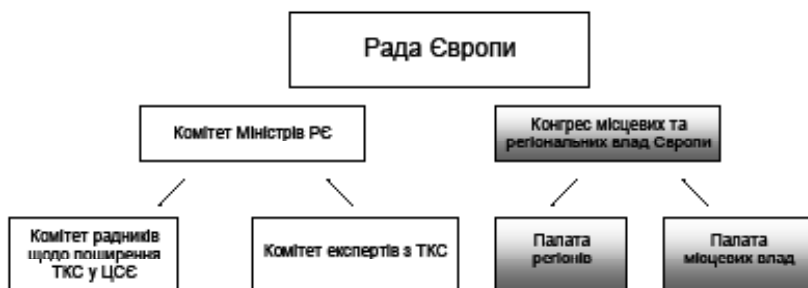 Рада Європи
Комітет Міністрів РЄ
Конгрес місцевих та
регіональних влад Європи
Комітет радників
щодо поширення
ТКС у ЦСЄ
Комітет експертів з ТКС
Палата
регіонів
Палата
місцевих влад